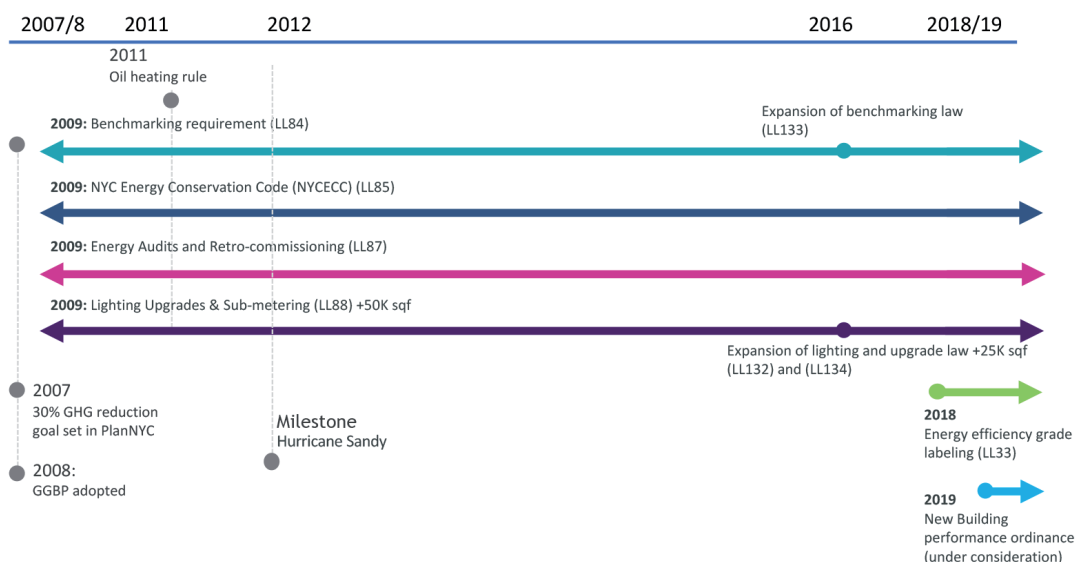 2007/8 2011 2012 2016 2018/19
2011
Oil heating rule
2009: Benchmarking requirement (LL84)
Expansion of benchmarking law
(LL133)
2009: NYC Energy Conservation Code (NYCECC) (LL85)
2009: Energy Audits and Retro-commissioning (LL87)
2009: Lighting Upgrades & Sub-metering (LL88) +50K sqf
Expansion of lighting and upgrade law +25K sqf
(LL132) and (LL134)
2007
30% GHG reduction
goal set in PlanNYC
Milestone
Hurricane Sandy
2008:
GGBP adopted
2018
Energy efficiency grade
labeling (LL33)
2019
New Building
performance ordinance
(under consideration)